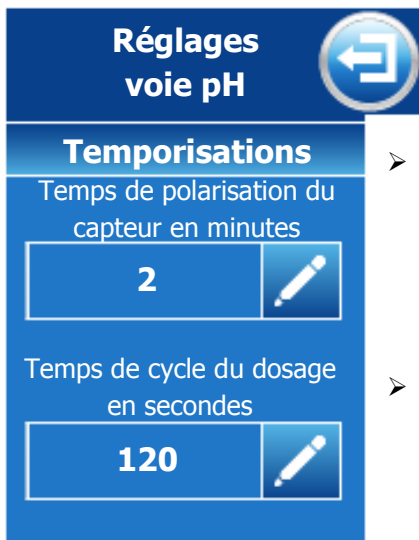 Réglages
voie pH
Temporisations
Temps de polarisation du
capteur en minutes
2
Temps de cycle du dosage
en secondes
120